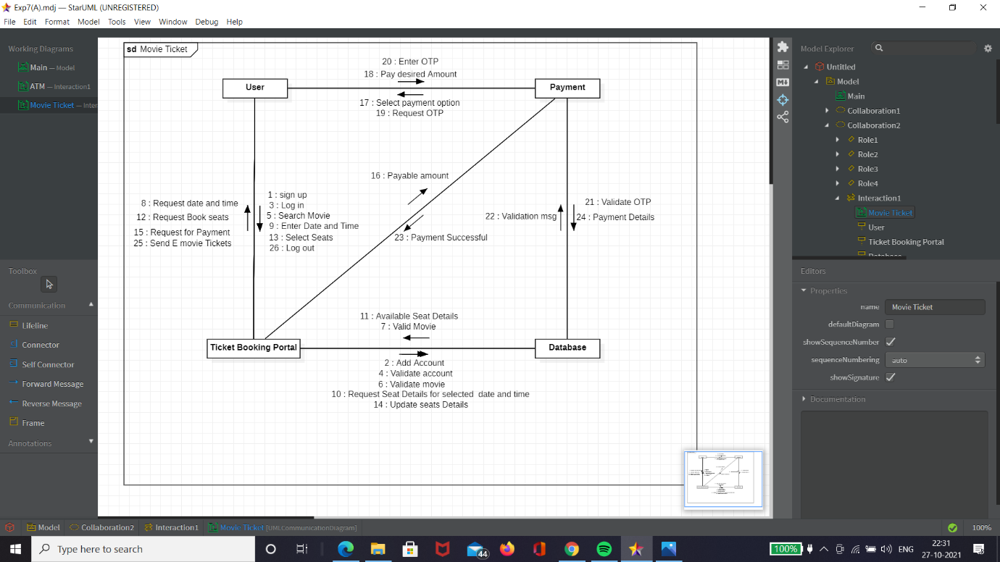 Exp7(A).mdj — StarUML (UNREGISTERED)
File Edit Format Model Tools View Window Debug Help
Working Diagrams
Main — Model
ATM — Interaction1
Movie Ticket — Inter
Toolbox
Communication
Lifeline
Connector
Self Connector
Forward Message
Reverse Message
Frame
Annotations
sd Movie Ticket
20 : Enter OTP
18 : Pay desired Amount
User
Payment
17 : Select payment option
19 : Request OTP
16 : Payable amount
8 : Request date and time
12 : Request Book seats
15 : Request for Payment
25 : Send E movie Tickets
1 : sign up
3 : Log in
5 : Search Movie
9 : Enter Date and Time
13 : Select Seats
26 : Log out
23 : Payment Successful
22 : Validation msg
21 : Validate OTP
24 : Payment Details
11 : Available Seat Details
7 : Valid Movie
Ticket Booking Portal
Database
2 : Add Account
4 : Validate account
6 : Validate movie
10 : Request Seat Details for selected date and time
14 : Update seats Details
Model Explorer
Untitled
Model
Main
Collaboration1
Collaboration2
Role1
Role2
Role3
Role4
Interaction1
Movie Ticket
User
Ticket Booking Portal
Database
Editors
Properties
name Movie Ticket
defaultDiagram
showSequenceNumber
sequenceNumbering auto
showSignature
Documentation
Model Collaboration2 Interaction1 Movie Ticket [UMLCommunicationDiagram] 100%
Type here to search
44
100%
ENG
22:31
27-10-2021